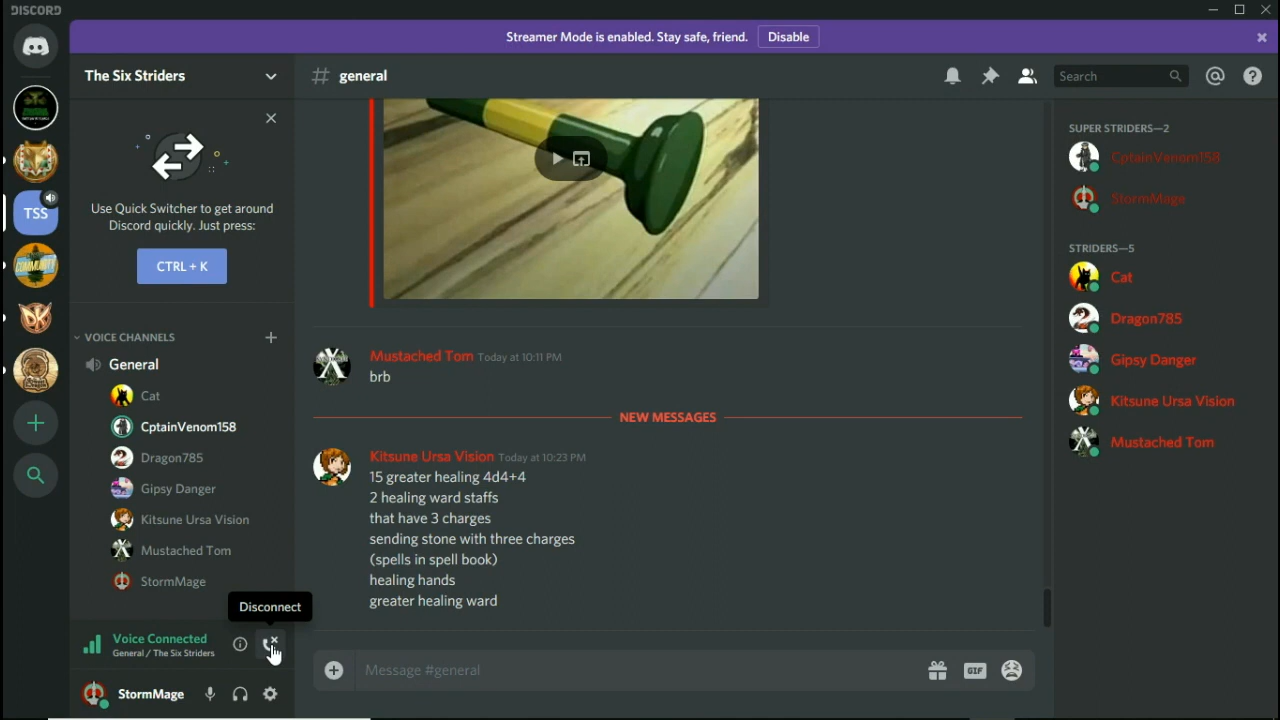 DISCORD
Streamer Mode is enabled. Stay safe, friend.
Disable
The Six Striders
general
Search
Use Quick Switcher to get around
Discord quickly. Just press:
CTRL + K
VOICE CHANNELS
General
Cat
CptainVenom158
Dragon785
Gipsy Danger
Kitsune Ursa Vision
Mustached Tom
StormMage
Disconnect
Voice Connected
General / The Six Striders
StormMage
TSS
COMMUNITY
DK
Mustached Tom Today at 10:11 PM
brb
NEW MESSAGES
Kitsune Ursa Vision Today at 10:23 PM
15 greater healing 4d4+4
2 healing ward staffs
that have 3 charges
sending stone with three charges
(spells in spell book)
healing hands
greater healing ward
Message #general
GIF
SUPER STRIDERS—2
CptainVenom158
StormMage
STRIDERS—5
Cat
Dragon785
Gipsy Danger
Kitsune Ursa Vision
Mustached Tom